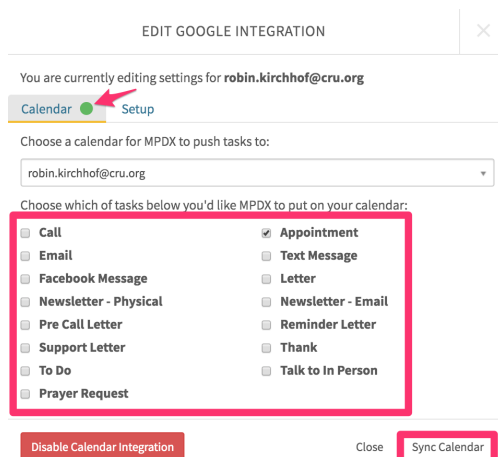 EDIT GOOGLE INTEGRATION
You are currently editing settings for robin.kirchhof@cru.org
Calendar Setup
Choose a calendar for MPDX to push tasks to:
robin.kirchhof@cru.org
Choose which of tasks below you'd like MPDX to put on your calendar:
Call Appointment
Email Text Message
Facebook Message Letter
Newsletter - Physical Newsletter - Email
Pre Call Letter Reminder Letter
Support Letter Thank
To Do Talk to In Person
Prayer Request
Disable Calendar Integration Close Sync Calendar